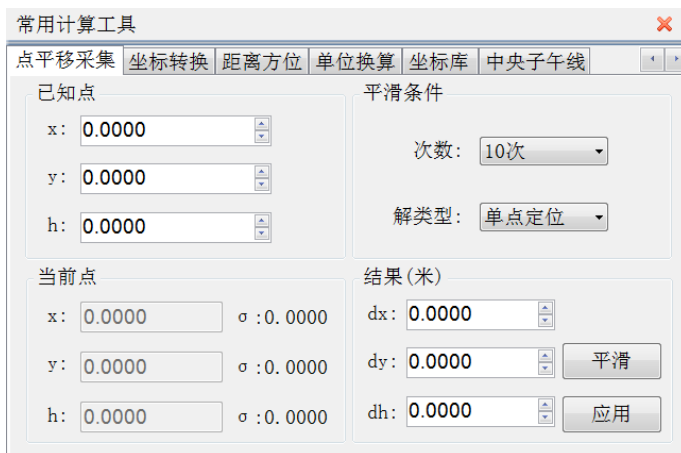 常用计算工具
点平移采集 坐标转换 距离方位 单位换算 坐标库 中央子午线
已知点
x: 0.0000
y: 0.0000
h: 0.0000
平滑条件
次数: 10次
解类型: 单点定位
当前点
x: 0.0000 σ:0.0000
y: 0.0000 σ:0.0000
h: 0.0000 σ:0.0000
结果(米)
dx: 0.0000
dy: 0.0000 平滑
dh: 0.0000 应用